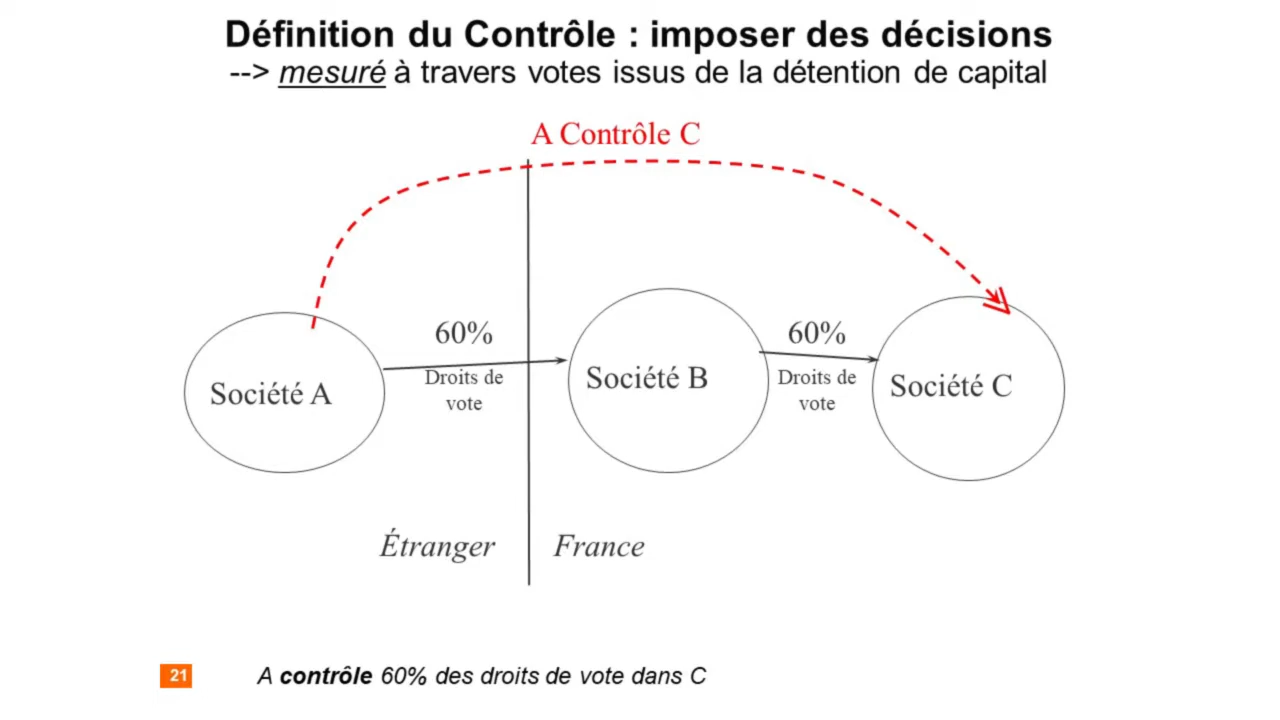 Définition du Contrôle : imposer des décisions
--> mesuré à travers votes issus de la détention de capital
A Contrôle C
60%
60%
Droits de
vote
Droits de
vote
Société A
Société B
Société C
Étranger
France
21
A contrôle 60% des droits de vote dans C